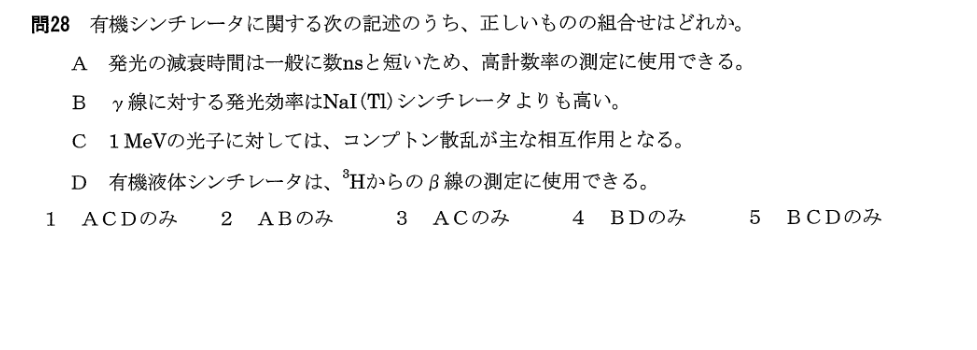 問28　有機シンチレータに関する次の記述のうち、正しいものの組合せはどれか。
A　発光の減衰時間は一般に数nsと短いため、高計数率の測定に使用できる。
B　γ線に対する発光効率はNaI(Tl)シンチレータよりも高い。
C　1 MeVの光子に対しては、コンプトン散乱が主な相互作用となる。
D　有機液体シンチレータは、³Hからのβ線の測定に使用できる。
1　ＡＣＤのみ　2　ＡＢのみ　3　ＡＣのみ　4　ＢＤのみ　5　ＢＣＤのみ